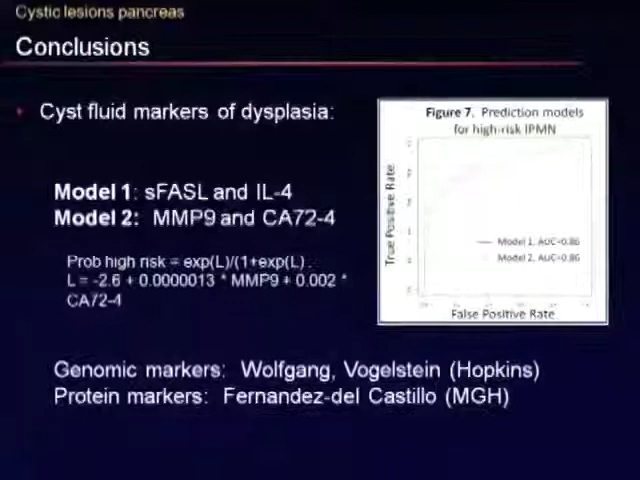 Cystic lesions pancreas
Conclusions
• Cyst fluid markers of dysplasia:
Model 1: sFASL and IL-4
Model 2: MMP9 and CA72-4
Prob high risk = exp(L)/(1+exp(L).
L = -2.6 + 0.0000013 * MMP9 + 0.002 *
CA72-4
Genomic markers: Wolfgang, Vogelstein (Hopkins)
Protein markers: Fernandez-del Castillo (MGH)
Figure 7. Prediction models
for high-risk IPMN
True Positive Rate
Model 1, AUC=0.86
Model 2, AUC=0.86
False Positive Rate